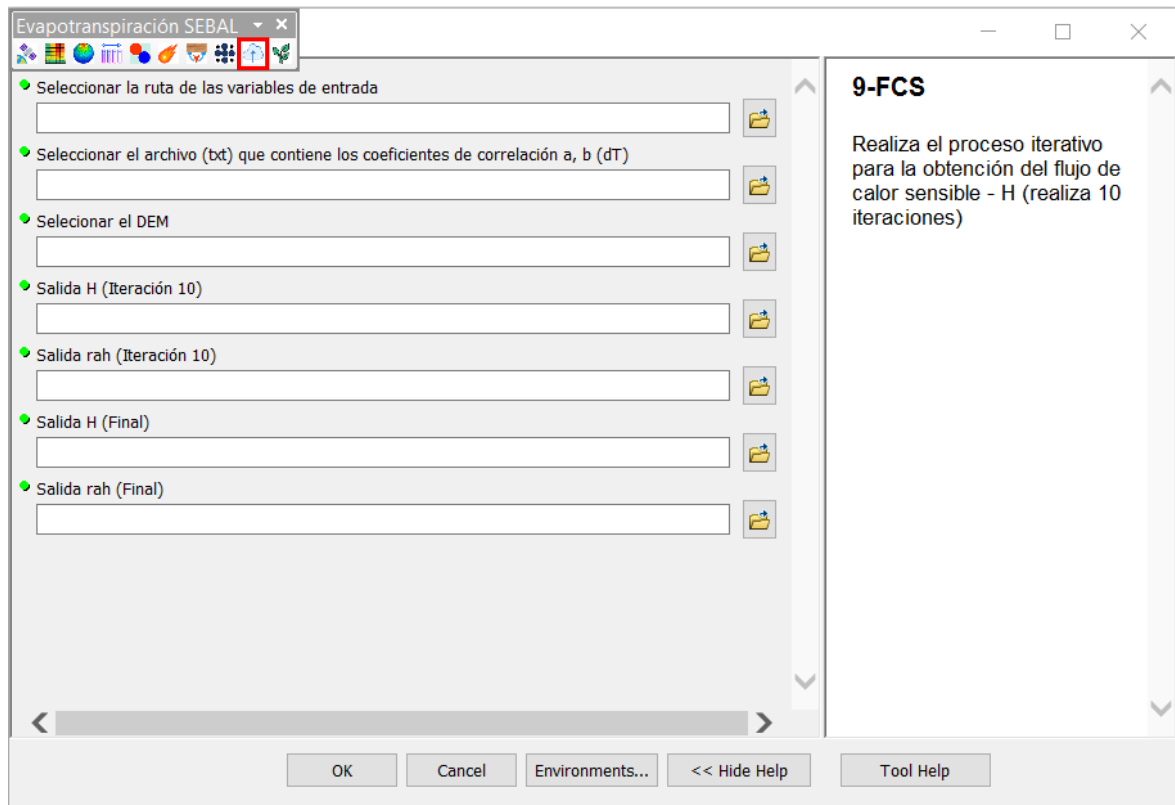 Evapotranspiración SEBAL
Seleccionar la ruta de las variables de entrada
Seleccionar el archivo (txt) que contiene los coeficientes de correlación a, b (dT)
Selecionar el DEM
Salida H (Iteración 10)
Salida rah (Iteración 10)
Salida H (Final)
Salida rah (Final)
9-FCS
Realiza el proceso iterativo
para la obtención del flujo de
calor sensible - H (realiza 10
iteraciones)
OK
Cancel
Environments...
<< Hide Help
Tool Help